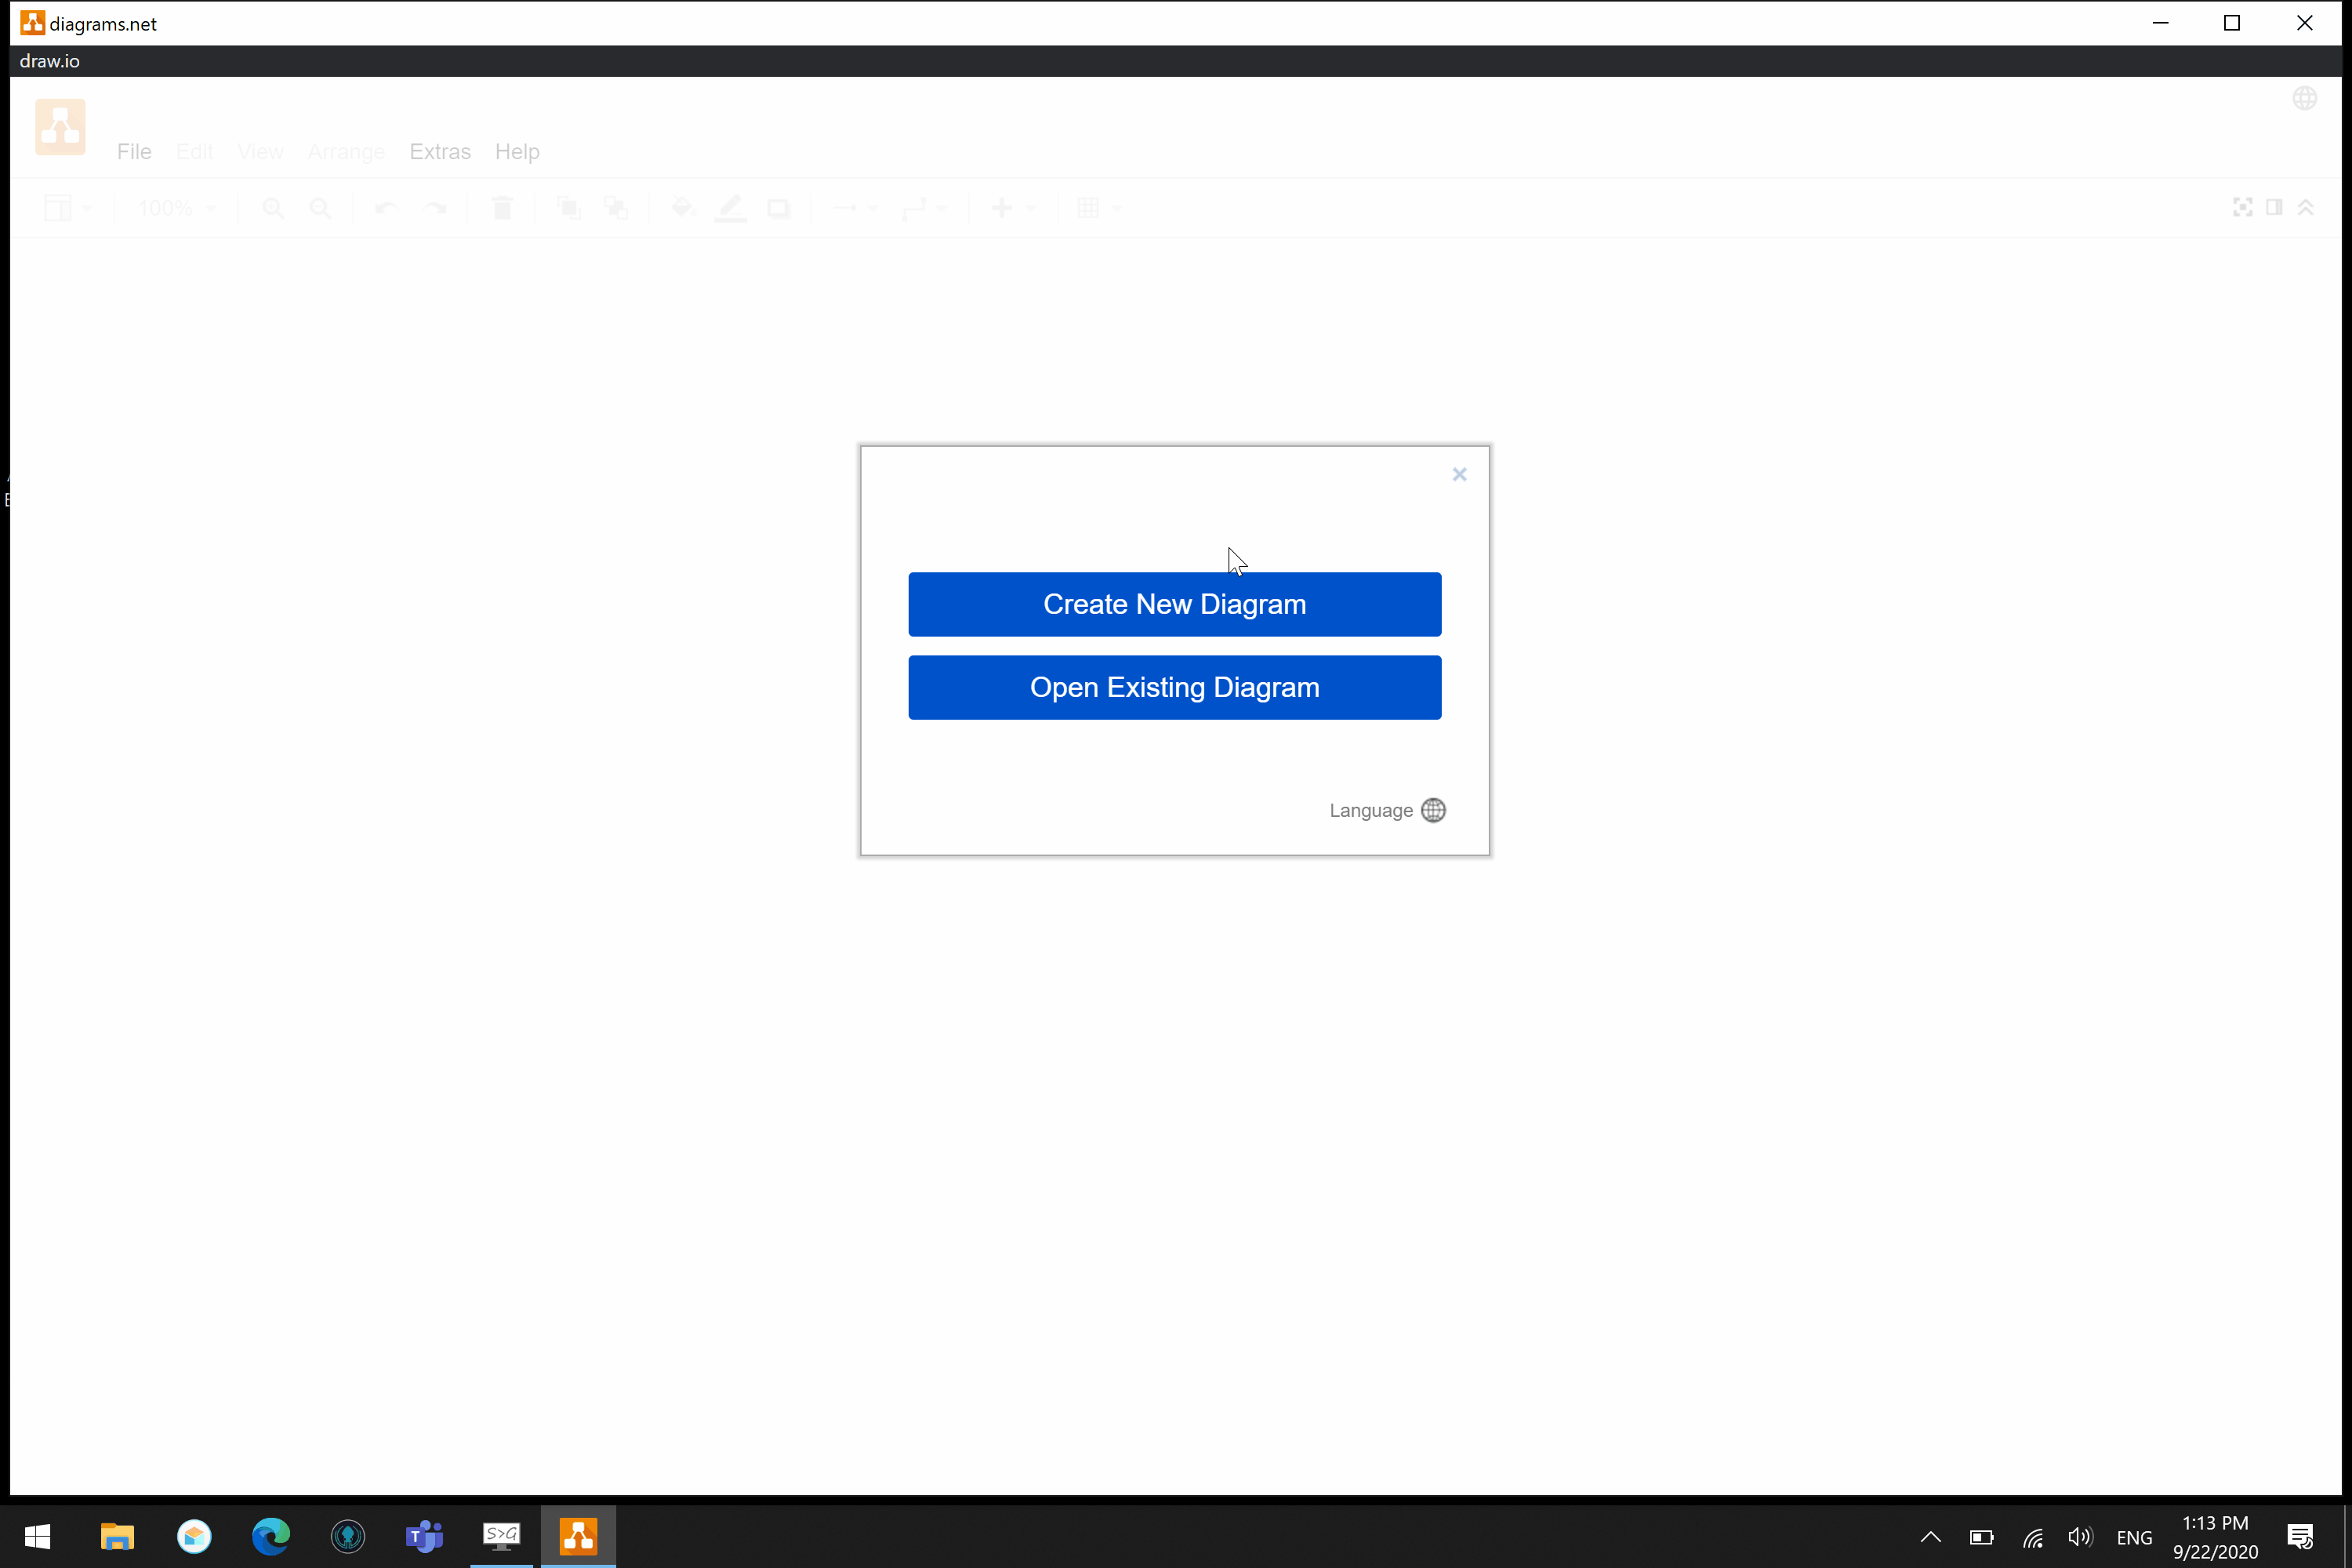 diagrams.net
draw.io
File Edit View Arrange Extras Help
100%
Create New Diagram
Open Existing Diagram
Language
S>G
T
ENG
1:13 PM
9/22/2020